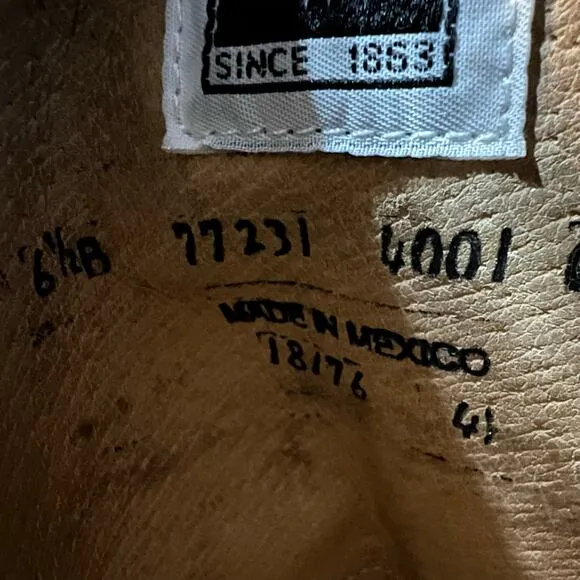 SINCE 1863
6½B 77231 4001
MADE IN MEXICO
18176
41